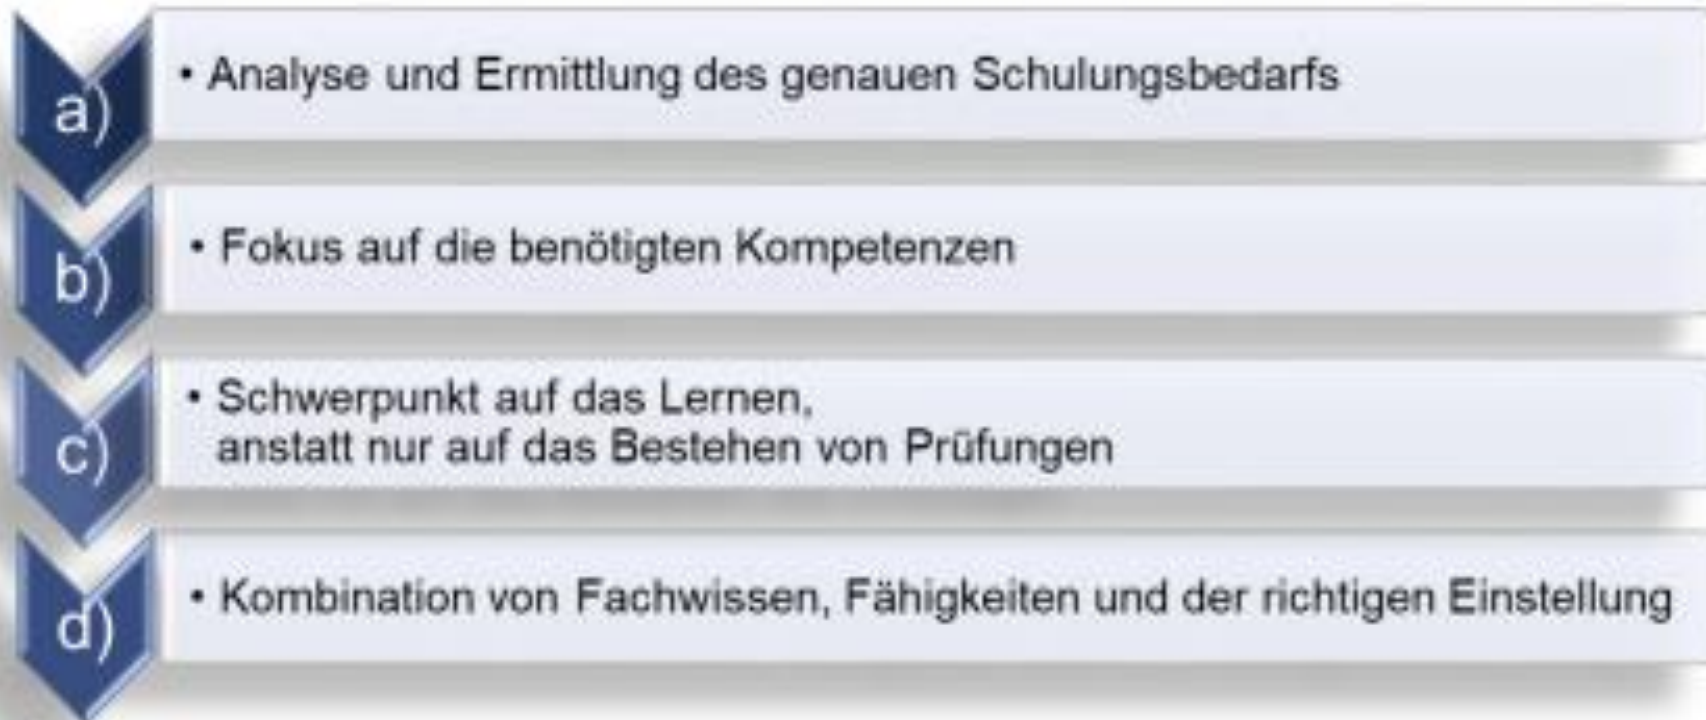 a)
• Analyse und Ermittlung des genauen Schulungsbedarfs
b)
• Fokus auf die benötigten Kompetenzen
c)
• Schwerpunkt auf das Lernen,
anstatt nur auf das Bestehen von Prüfungen
d)
• Kombination von Fachwissen, Fähigkeiten und der richtigen Einstellung